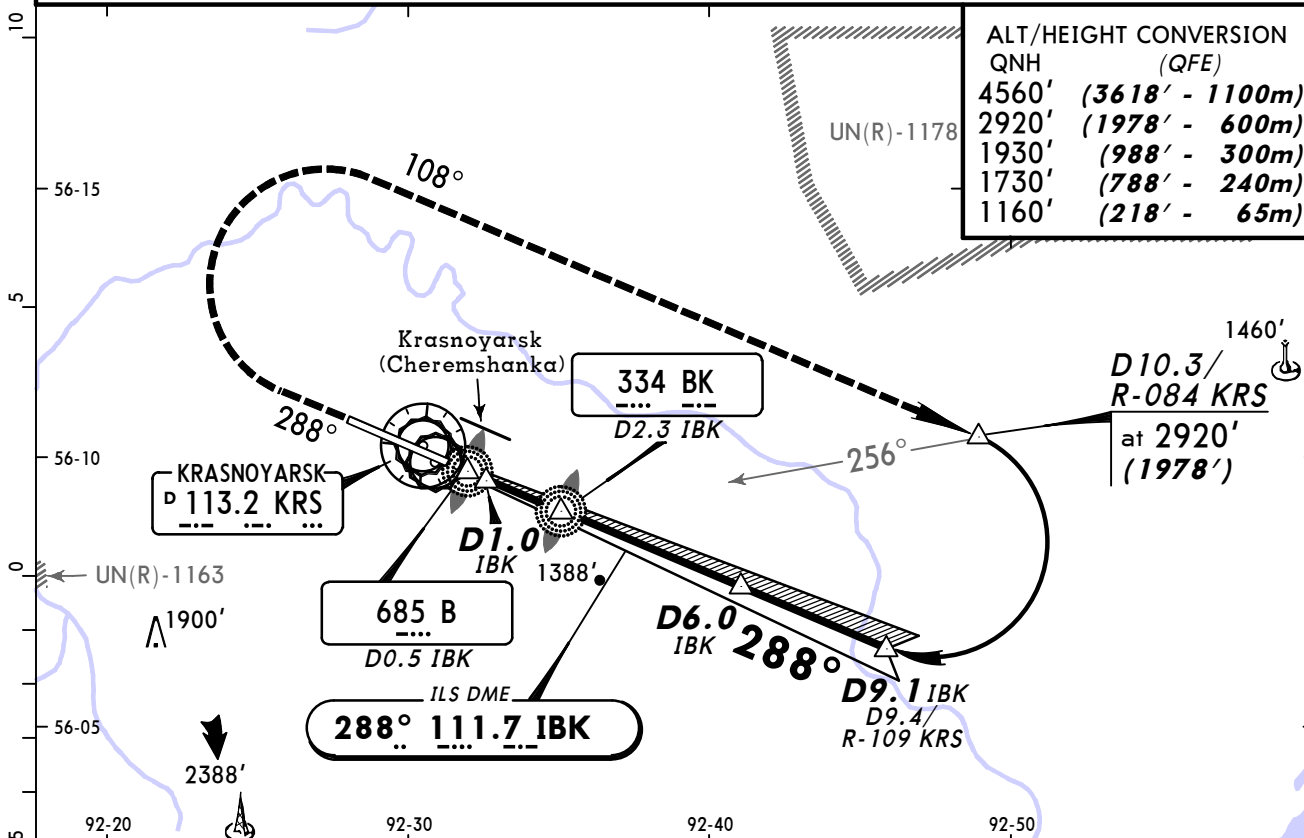 10
ALT/HEIGHT CONVERSION
QNH (QFE)
4560' (3618' - 1100m)
2920' (1978' - 600m)
1930' (988' - 300m)
1730' (788' - 240m)
1160' (218' - 65m)
UN(R)-1178
108°
56-15
5
Krasnoyarsk
(Cheremshanka)
1460'
D10.3/
R-084 KRS
at 2920'
(1978')
334 BK
D2.3 IBK
288°
256°
56-10
KRASNOYARSK
D 113.2 KRS
D1.0
IBK
1388'
0
UN(R)-1163
1900'
685 B
D0.5 IBK
D6.0
IBK
288°
D9.1 IBK
D9.4/
R-109 KRS
ILS DME
288° 111.7 IBK
56-05
2388'
5
92-20 92-30 92-40 92-50